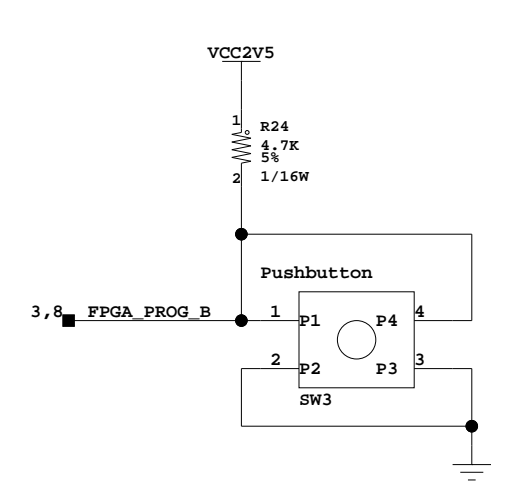 VCC2V5
1
R24
4.7K
5%
2
1/16W
Pushbutton
3,8
FPGA_PROG_B
1
P1
P4
4
2
P2
P3
3
SW3